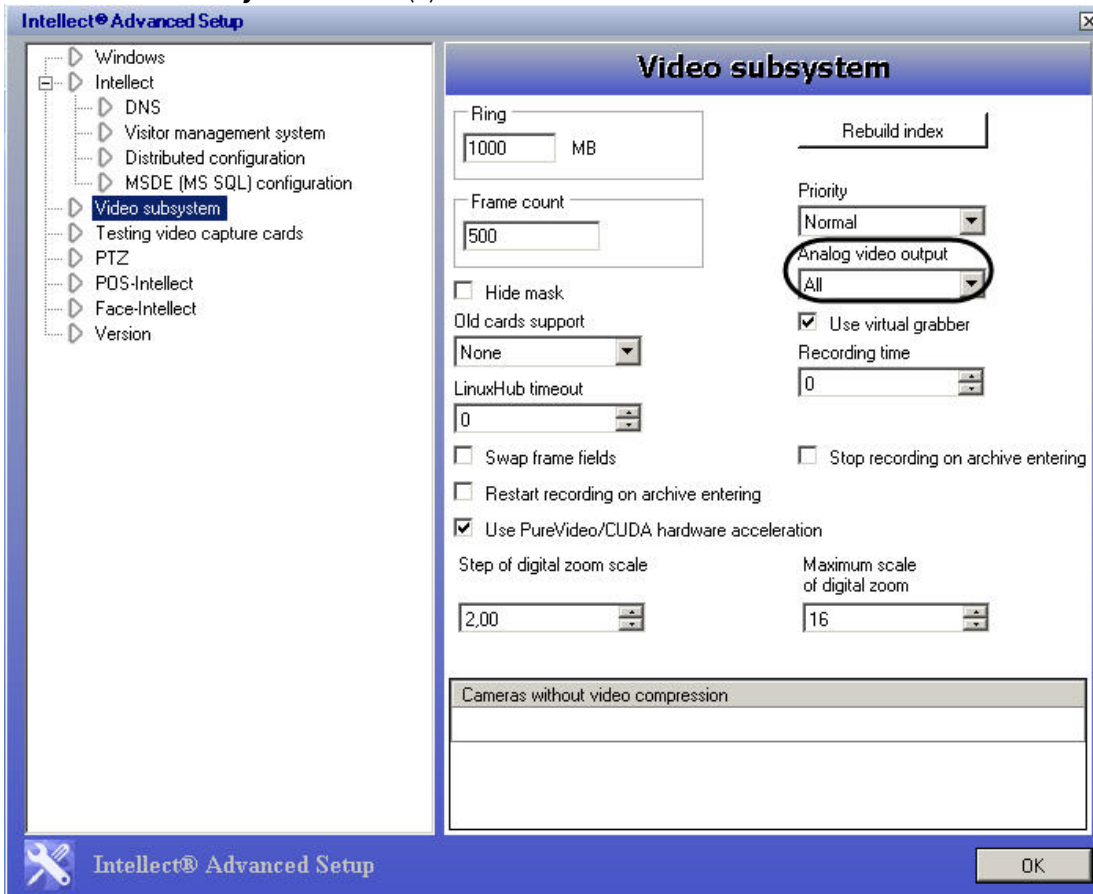 Intellect® Advanced Setup
Windows
Intellect
DNS
Visitor management system
Distributed configuration
MSDE (MS SQL) configuration
Video subsystem
Testing video capture cards
PTZ
POS-Intellect
Face-Intellect
Version
Video subsystem
Ring
1000 MB
Rebuild index
Frame count
500
Priority
Normal
Analog video output
All
Hide mask
Use virtual grabber
Old cards support
None
Recording time
0
LinuxHub timeout
0
Swap frame fields
Stop recording on archive entering
Restart recording on archive entering
Use PureVideo/CUDA hardware acceleration
Step of digital zoom scale
2,00
Maximum scale
of digital zoom
16
Cameras without video compression
Intellect® Advanced Setup
OK